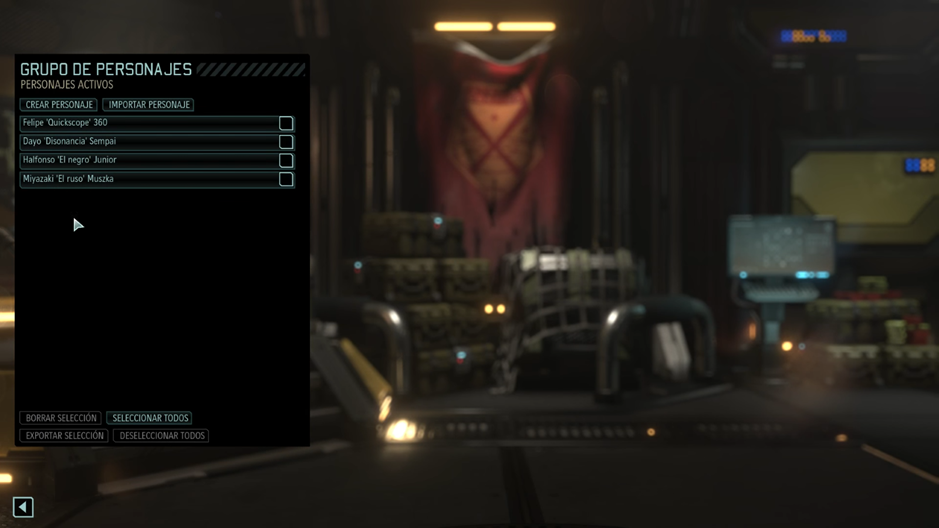 GRUPO DE PERSONAJES
PERSONAJES ACTIVOS
CREAR PERSONAJE IMPORTAR PERSONAJE
Felipe 'Quickscope' 360
Dayo 'Disonancia' Sempai
Halfonso 'El negro' Junior
Miyazaki 'El ruso' Muszka
BORRAR SELECCIÓN SELECCIONAR TODOS
EXPORTAR SELECCIÓN DESELECCIONAR TODOS